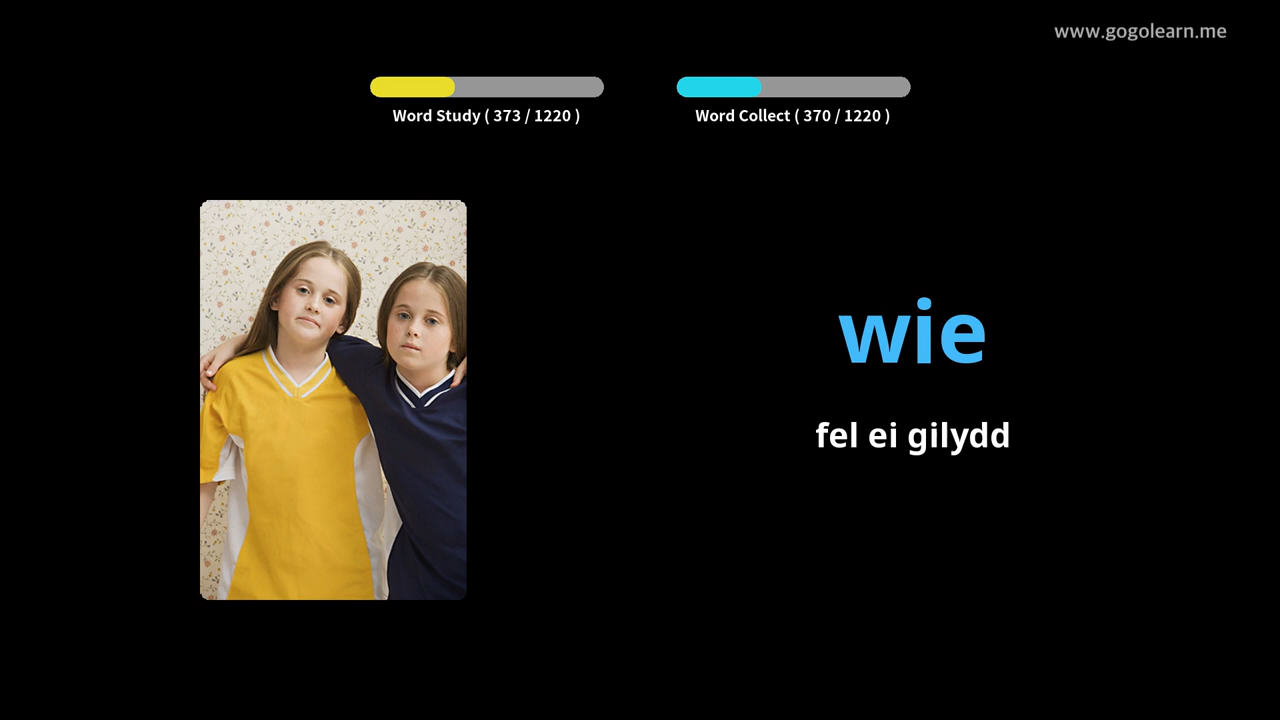 www.gogolearn.me
Word Study ( 373 / 1220 )
Word Collect ( 370 / 1220 )
wie
fel ei gilydd